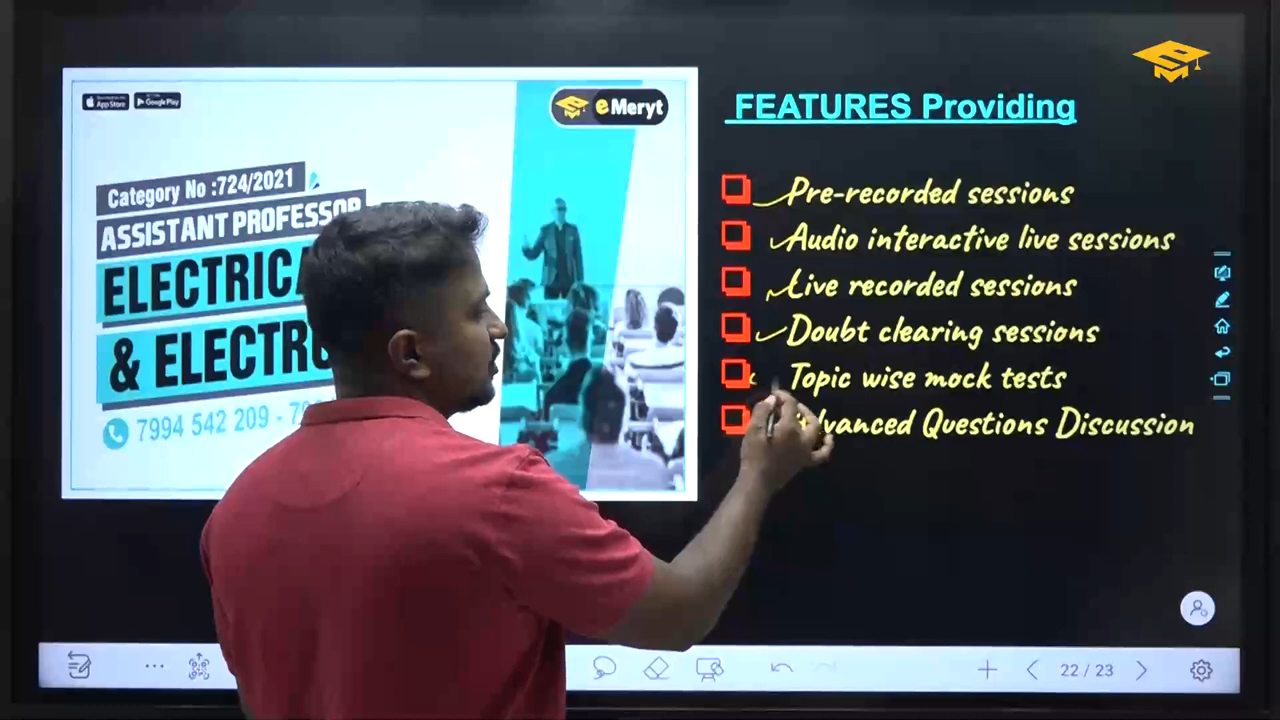 App Store
Google Play
eMeryt
Category No :724/2021
ASSISTANT PROFESSOR
ELECTRICA
& ELECTRO
7994 542 209 -
FEATURES Providing
Pre-recorded sessions
Audio interactive live sessions
Live recorded sessions
Doubt clearing sessions
Topic wise mock tests
Advanced Questions Discussion
22 / 23